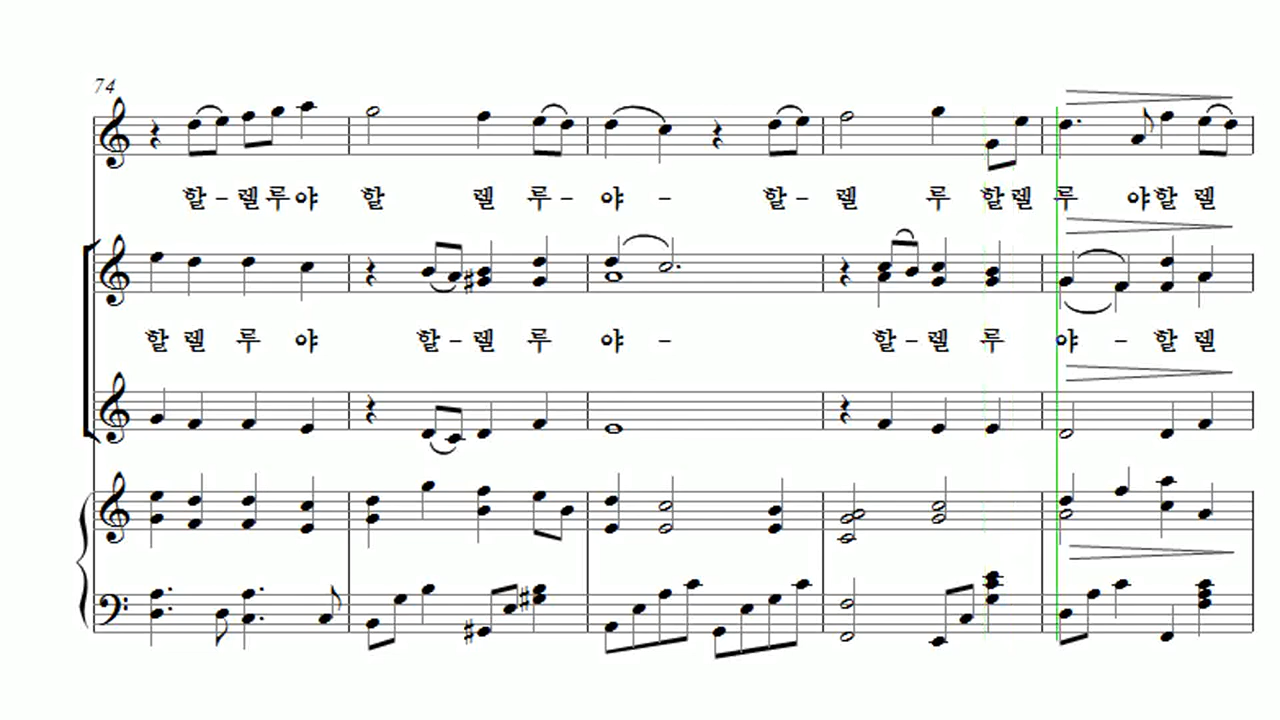 74
할 - 렐 루 야 할 렐 루 - 야 - 할 - 렐 루 할 렐 루 야 할 렐
할 렐 루 야 할 - 렐 루 야 - 할 - 렐 루 야 - 할 렐